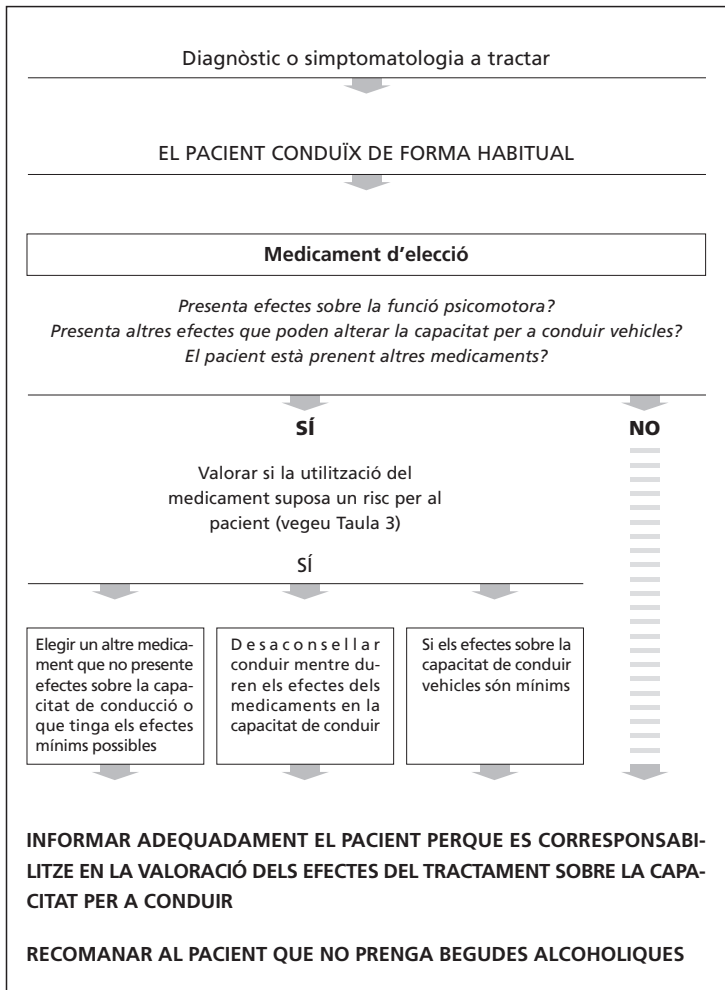 Diagnòstic o simptomatologia a tractar
EL PACIENT CONDUÏX DE FORMA HABITUAL
Medicament d'elecció
Presenta efectes sobre la funció psicomotora?
Presenta altres efectes que poden alterar la capacitat per a conduir vehicles?
El pacient està prenent altres medicaments?
SÍ
NO
Valorar si la utilització del
medicament suposa un risc per al
pacient (vegeu Taula 3)
SÍ
Elegir un altre medica-
ment que no presente
efectes sobre la capa-
citat de conducció o
que tinga els efectes
mínims possibles
Desaconsellar
conduir mentre du-
ren els efectes dels
medicaments en la
capacitat de conduir
Si els efectes sobre la
capacitat de conduir
vehicles són mínims
INFORMAR ADEQUADAMENT EL PACIENT PERQUE ES CORRESPONSABI-
LITZE EN LA VALORACIÓ DELS EFECTES DEL TRACTAMENT SOBRE LA CAPA-
CITAT PER A CONDUIR
RECOMANAR AL PACIENT QUE NO PRENGA BEGUDES ALCOHOLIQUES